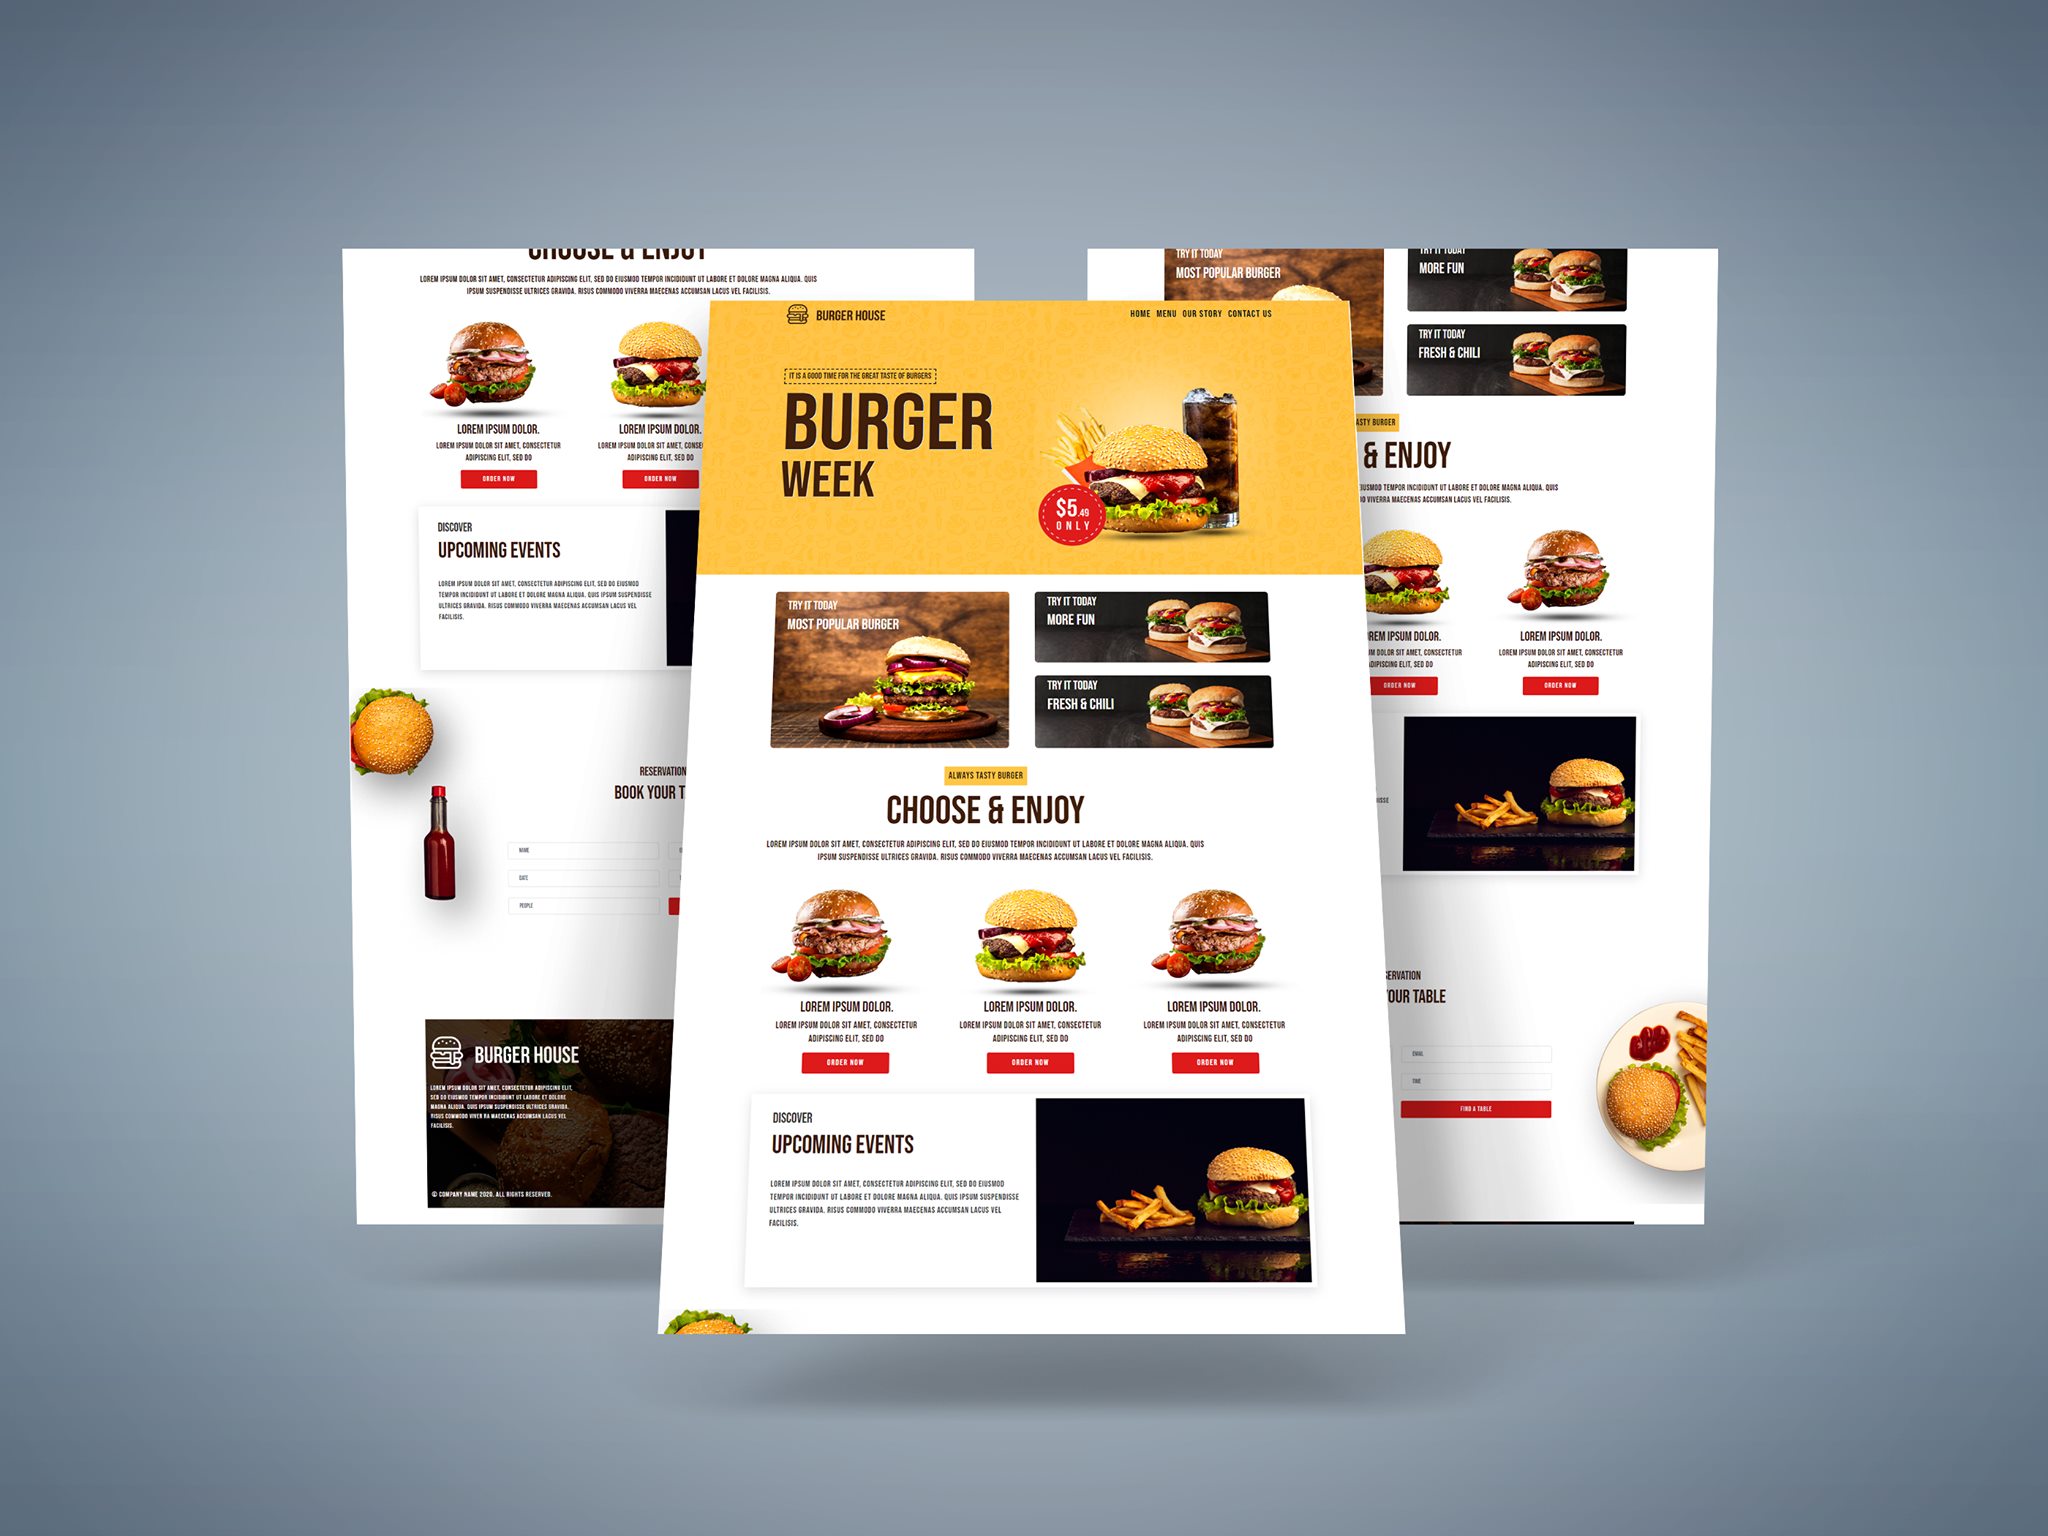 CHOOSE & ENJOY
LOREM IPSUM DOLOR SIT AMET, CONSECTETUR ADIPISCING ELIT, SED DO EIUSMOD TEMPOR INCIDIDUNT UT LABORE ET DOLORE MAGNA ALIQUA. QUIS
IPSUM SUSPENDISSE ULTRICES GRAVIDA. RISUS COMMODO VIVERRA MAECENAS ACCUMSAN LACUS VEL FACILISIS.
LOREM IPSUM DOLOR.
LOREM IPSUM DOLOR SIT AMET, CONSECTETUR
ADIPISCING ELIT, SED DO
ORDER NOW
LOREM IPSUM DOLOR.
LOREM IPSUM DOLOR SIT AMET,
ADIPISCING ELIT, SED DO
ORDER NOW
DISCOVER
UPCOMING EVENTS
LOREM IPSUM DOLOR SIT AMET, CONSECTETUR ADIPISCING ELIT, SED DO EIUSMOD
TEMPOR INCIDIDUNT UT LABORE ET DOLORE MAGNA ALIQUA. QUIS IPSUM SUSPENDISSE
ULTRICES GRAVIDA. RISUS COMMODO VIVERRA MAECENAS ACCUMSAN LACUS VEL
FACILISIS.
RESERVATION
BOOK YOUR T
NAME
DATE
PEOPLE
BURGER HOUSE
LOREM IPSUM DOLOR SIT AMET, CONSECTETUR ADIPISCING ELIT,
SED DO EIUSMOD TEMPOR INCIDIDUNT UT LABORE ET DOLORE
MAGNA ALIQUA. QUIS IPSUM SUSPENDISSE ULTRICES GRAVIDA.
RISUS COMMODO VIVER RA MAECENAS ACCUMSAN LACUS VEL
FACILISIS.
© COMPANY NAME 2020. ALL RIGHTS RESERVED.
BURGER HOUSE
HOME MENU OUR STORY CONTACT US
IT IS A GOOD TIME FOR THE GREAT TASTE OF BURGERS
BURGER
WEEK
$5.49
ONLY
TRY IT TODAY
MOST POPULAR BURGER
TRY IT TODAY
MORE FUN
TRY IT TODAY
FRESH & CHILI
ALWAYS TASTY BURGER
CHOOSE & ENJOY
LOREM IPSUM DOLOR SIT AMET, CONSECTETUR ADIPISCING ELIT, SED DO EIUSMOD TEMPOR INCIDIDUNT UT LABORE ET DOLORE MAGNA ALIQUA. QUIS
IPSUM SUSPENDISSE ULTRICES GRAVIDA. RISUS COMMODO VIVERRA MAECENAS ACCUMSAN LACUS VEL FACILISIS.
LOREM IPSUM DOLOR.
LOREM IPSUM DOLOR SIT AMET, CONSECTETUR
ADIPISCING ELIT, SED DO
ORDER NOW
LOREM IPSUM DOLOR.
LOREM IPSUM DOLOR SIT AMET, CONSECTETUR
ADIPISCING ELIT, SED DO
ORDER NOW
LOREM IPSUM DOLOR.
LOREM IPSUM DOLOR SIT AMET, CONSECTETUR
ADIPISCING ELIT, SED DO
ORDER NOW
DISCOVER
UPCOMING EVENTS
LOREM IPSUM DOLOR SIT AMET, CONSECTETUR ADIPISCING ELIT, SED DO EIUSMOD
TEMPOR INCIDIDUNT UT LABORE ET DOLORE MAGNA ALIQUA. QUIS IPSUM SUSPENDISSE
ULTRICES GRAVIDA. RISUS COMMODO VIVERRA MAECENAS ACCUMSAN LACUS VEL
FACILISIS.
TRY IT TODAY
MOST POPULAR BURGER
TRY IT TODAY
MORE FUN
TRY IT TODAY
FRESH & CHILI
ASTY BURGER
& ENJOY
EIUSMOD TEMPOR INCIDIDUNT UT LABORE ET DOLORE MAGNA ALIQUA. QUIS
VIVERRA MAECENAS ACCUMSAN LACUS VEL FACILISIS.
REM IPSUM DOLOR.
IPSUM DOLOR SIT AMET, CONSECTETUR
ADIPISCING ELIT, SED DO
ORDER NOW
LOREM IPSUM DOLOR.
LOREM IPSUM DOLOR SIT AMET, CONSECTETUR
ADIPISCING ELIT, SED DO
ORDER NOW
ERVATION
OUR TABLE
EMAIL
TIME
FIND A TABLE